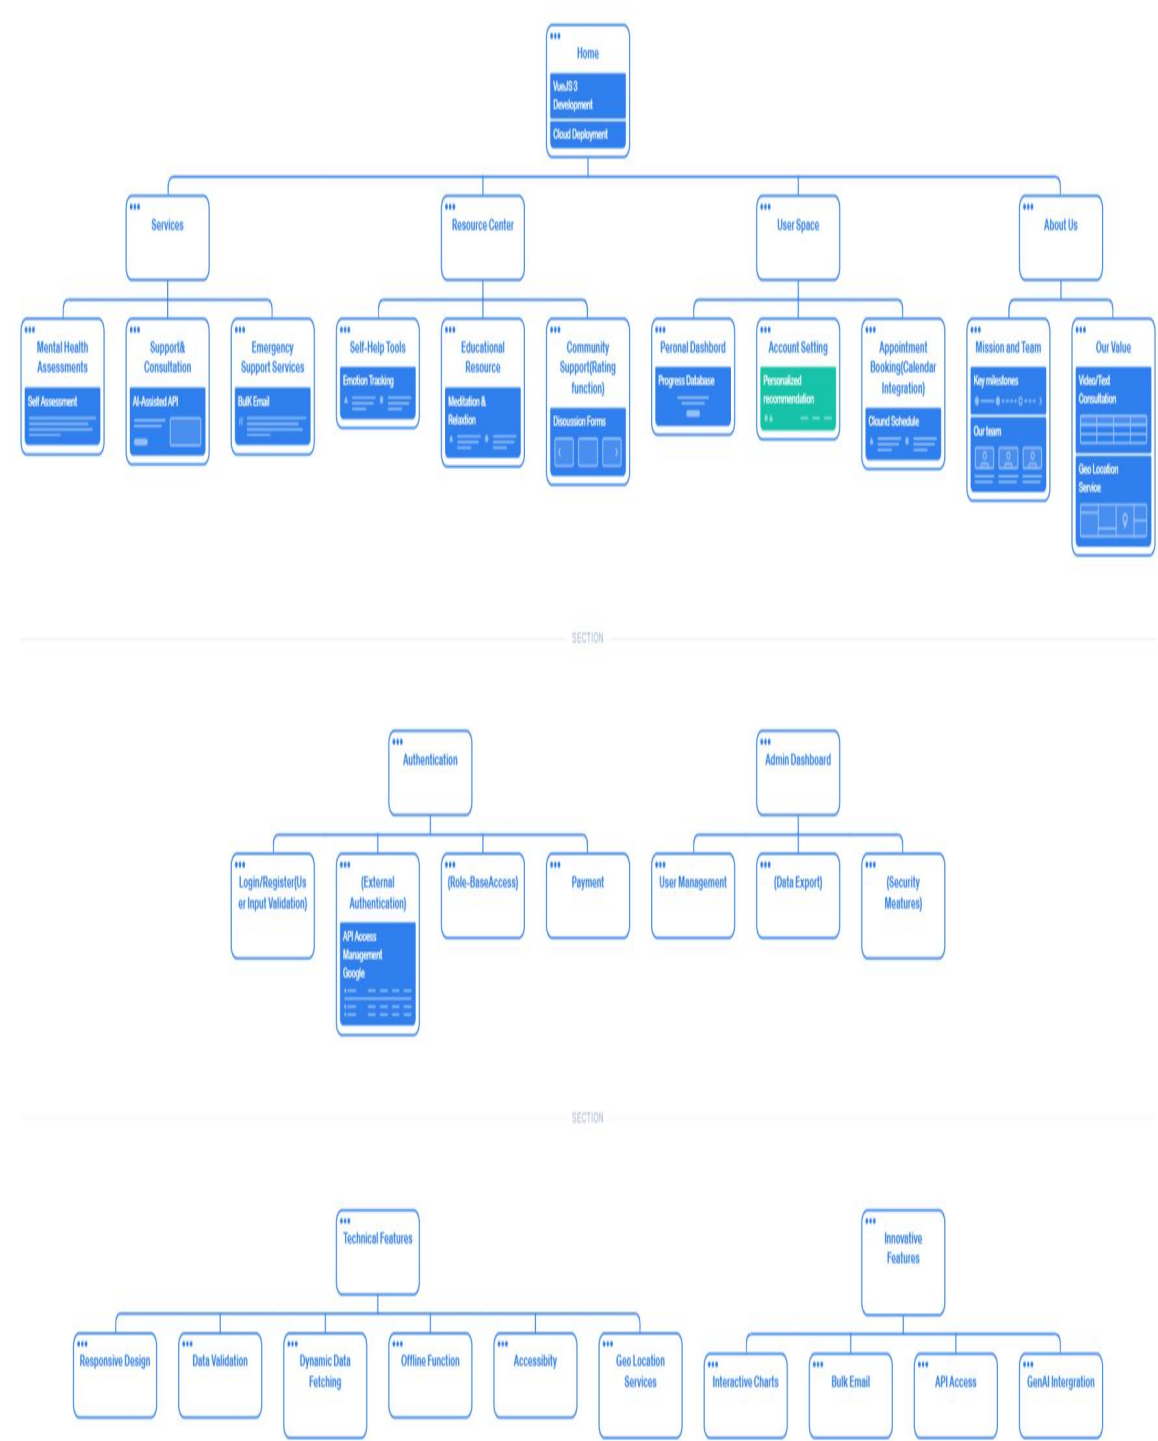 Home
VueJS 3
Development
Cloud Deployment
Services
Resource Center
User Space
About Us
Mental Health
Assessments
Self Assessment
Support&
Consultation
AI-Assisted API
Emergency
Support Services
BulK Email
Self-Help Tools
Emotion Tracking
Educational
Resource
Meditation &
Relaxtion
Community
Support(Rating
function)
Discussion Forms
Peronal Dashbord
Progress Database
Account Setting
Personalized
recommendation
Appointment
Booking(Calendar
Integration)
Clound Schedule
Mission and Team
Key milestones
Our team
Our Value
Video/Text
Consultation
Geo Location
Service
SECTION
Authentication
Admin Dashboard
Login/Register(Us
er Input Validation)
(External
Authentication)
API Access
Management
Google
(Role-BaseAccess)
Payment
User Management
(Data Export)
(Security
Meatures)
SECTION
Technical Features
Innovative
Features
Responsive Design
Data Validation
Dynamic Data
Fetching
Offline Function
Accessibity
Geo Location
Services
Interactive Charts
Bulk Email
API Access
GenAI Intergration